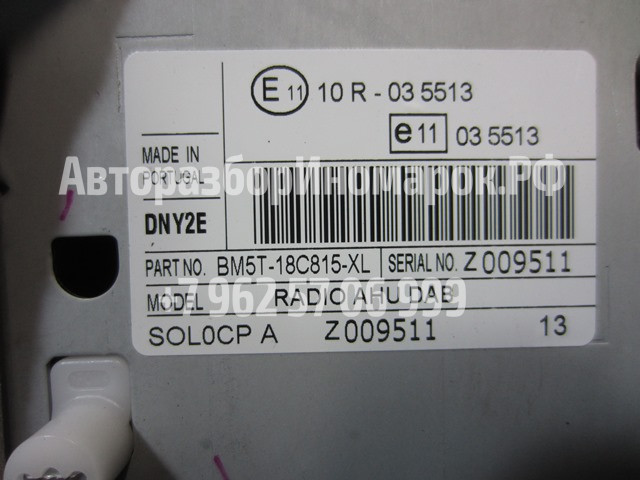 E 11 10 R - 03 5513
e 11 03 5513
MADE IN
PORTUGAL
АвторазборИномарок.РФ
DNY2E
PART NO. BM5T-18C815-XL SERIAL NO. Z009511
MODEL RADIO AHU DAB
SOL0CP A Z009511 13